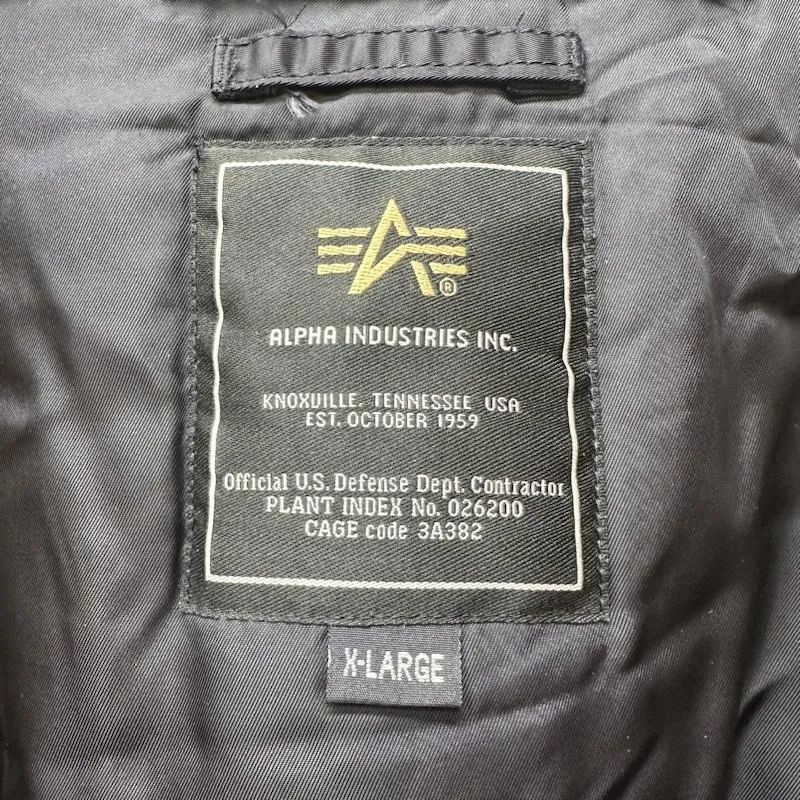 ®
ALPHA INDUSTRIES INC.
KNOXVILLE, TENNESSEE USA
EST. OCTOBER 1959
Official U.S. Defense Dept. Contractor
PLANT INDEX No. 026200
CAGE code 3A382
X-LARGE